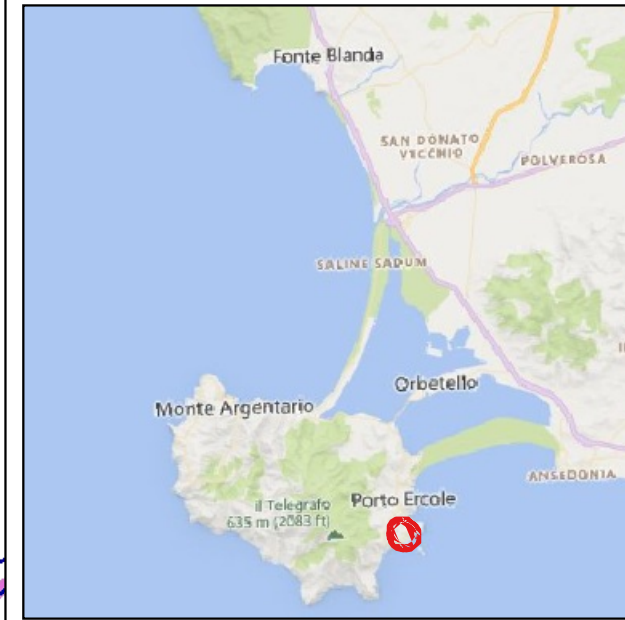 Fonte Blanda
SAN DONATO
VECCHIO
POLVEROSA
SALINE SADUM
Orbetello
Monte Argentario
ANSEDONIA
il Telegrafo
635 m (2083 ft)
Porto Ercole